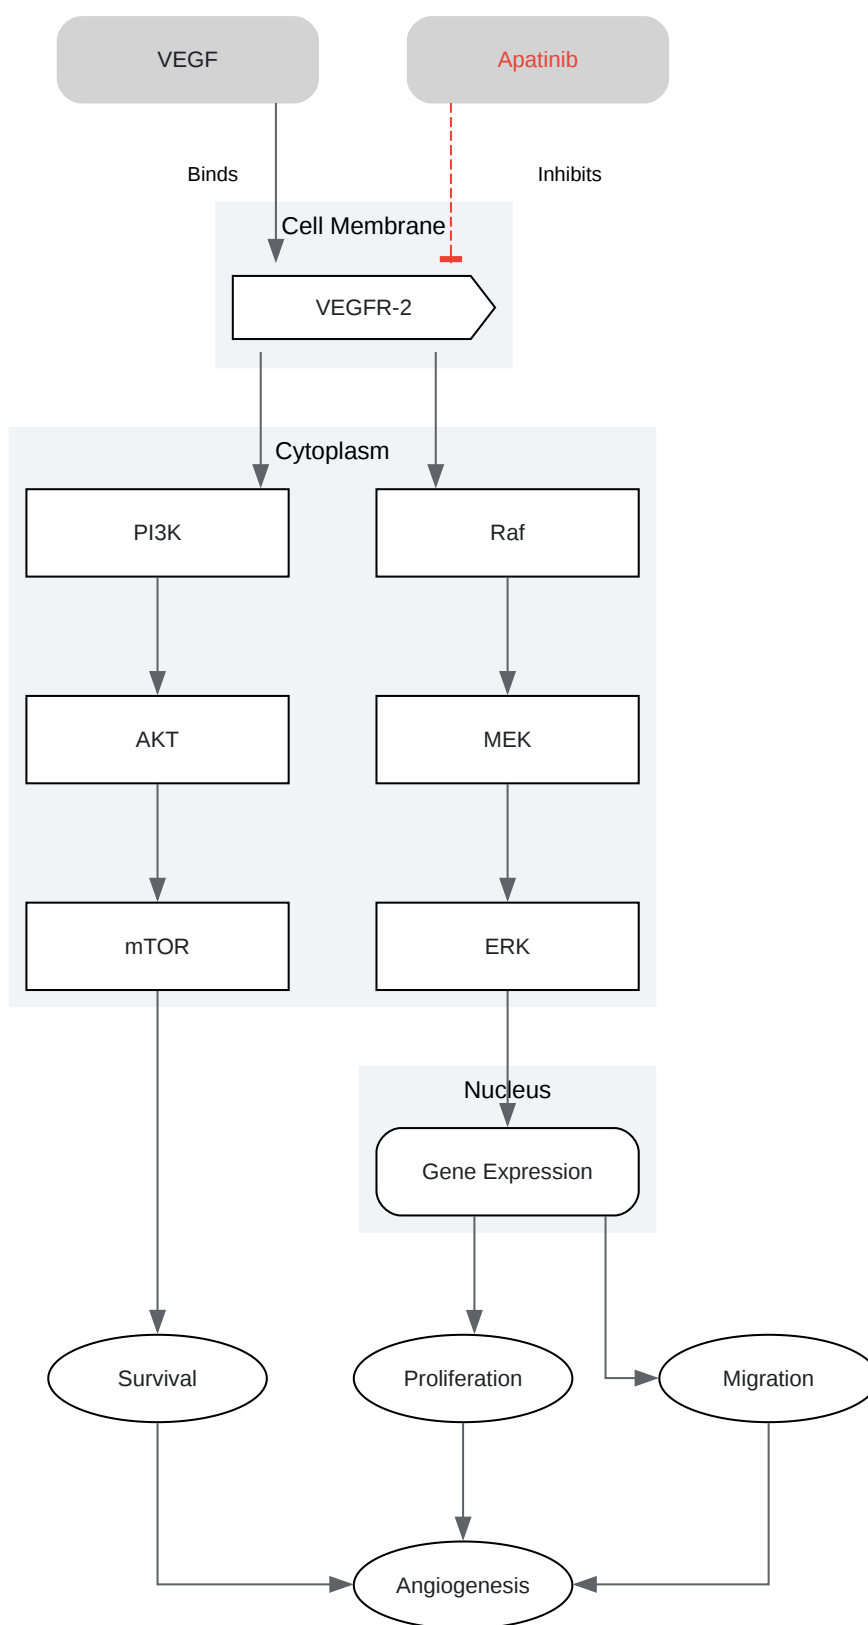 VEGF
Apatinib
Binds
Inhibits
Cell Membrane
VEGFR-2
Cytoplasm
PI3K
Raf
AKT
MEK
mTOR
ERK
Nucleus
Gene Expression
Survival
Proliferation
Migration
Angiogenesis